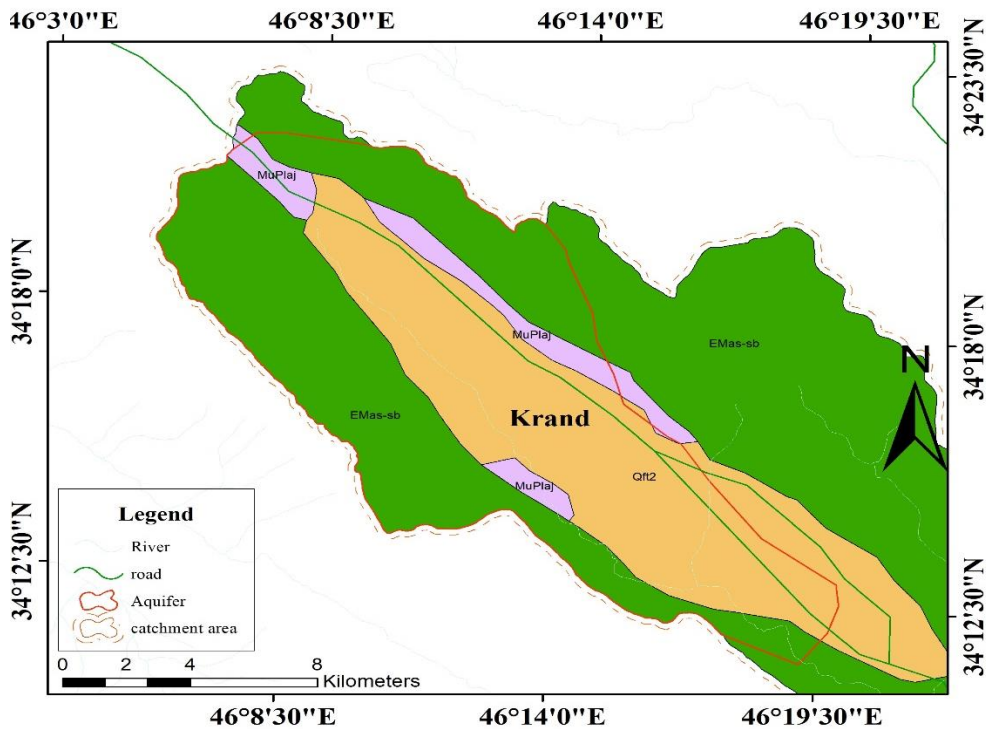 46°3'0"E 46°8'30"E 46°14'0"E 46°19'30"E
34°23'30"N
34°18'0"N
34°18'0"N
34°12'30"N
34°12'30"N
MuPlaj
MuPlaj
EMas-sb
N
EMas-sb
Krand
Qft2
MuPlaj
Legend
River
road
Aquifer
catchment area
0 2 4 8
Kilometers
46°8'30"E 46°14'0"E 46°19'30"E